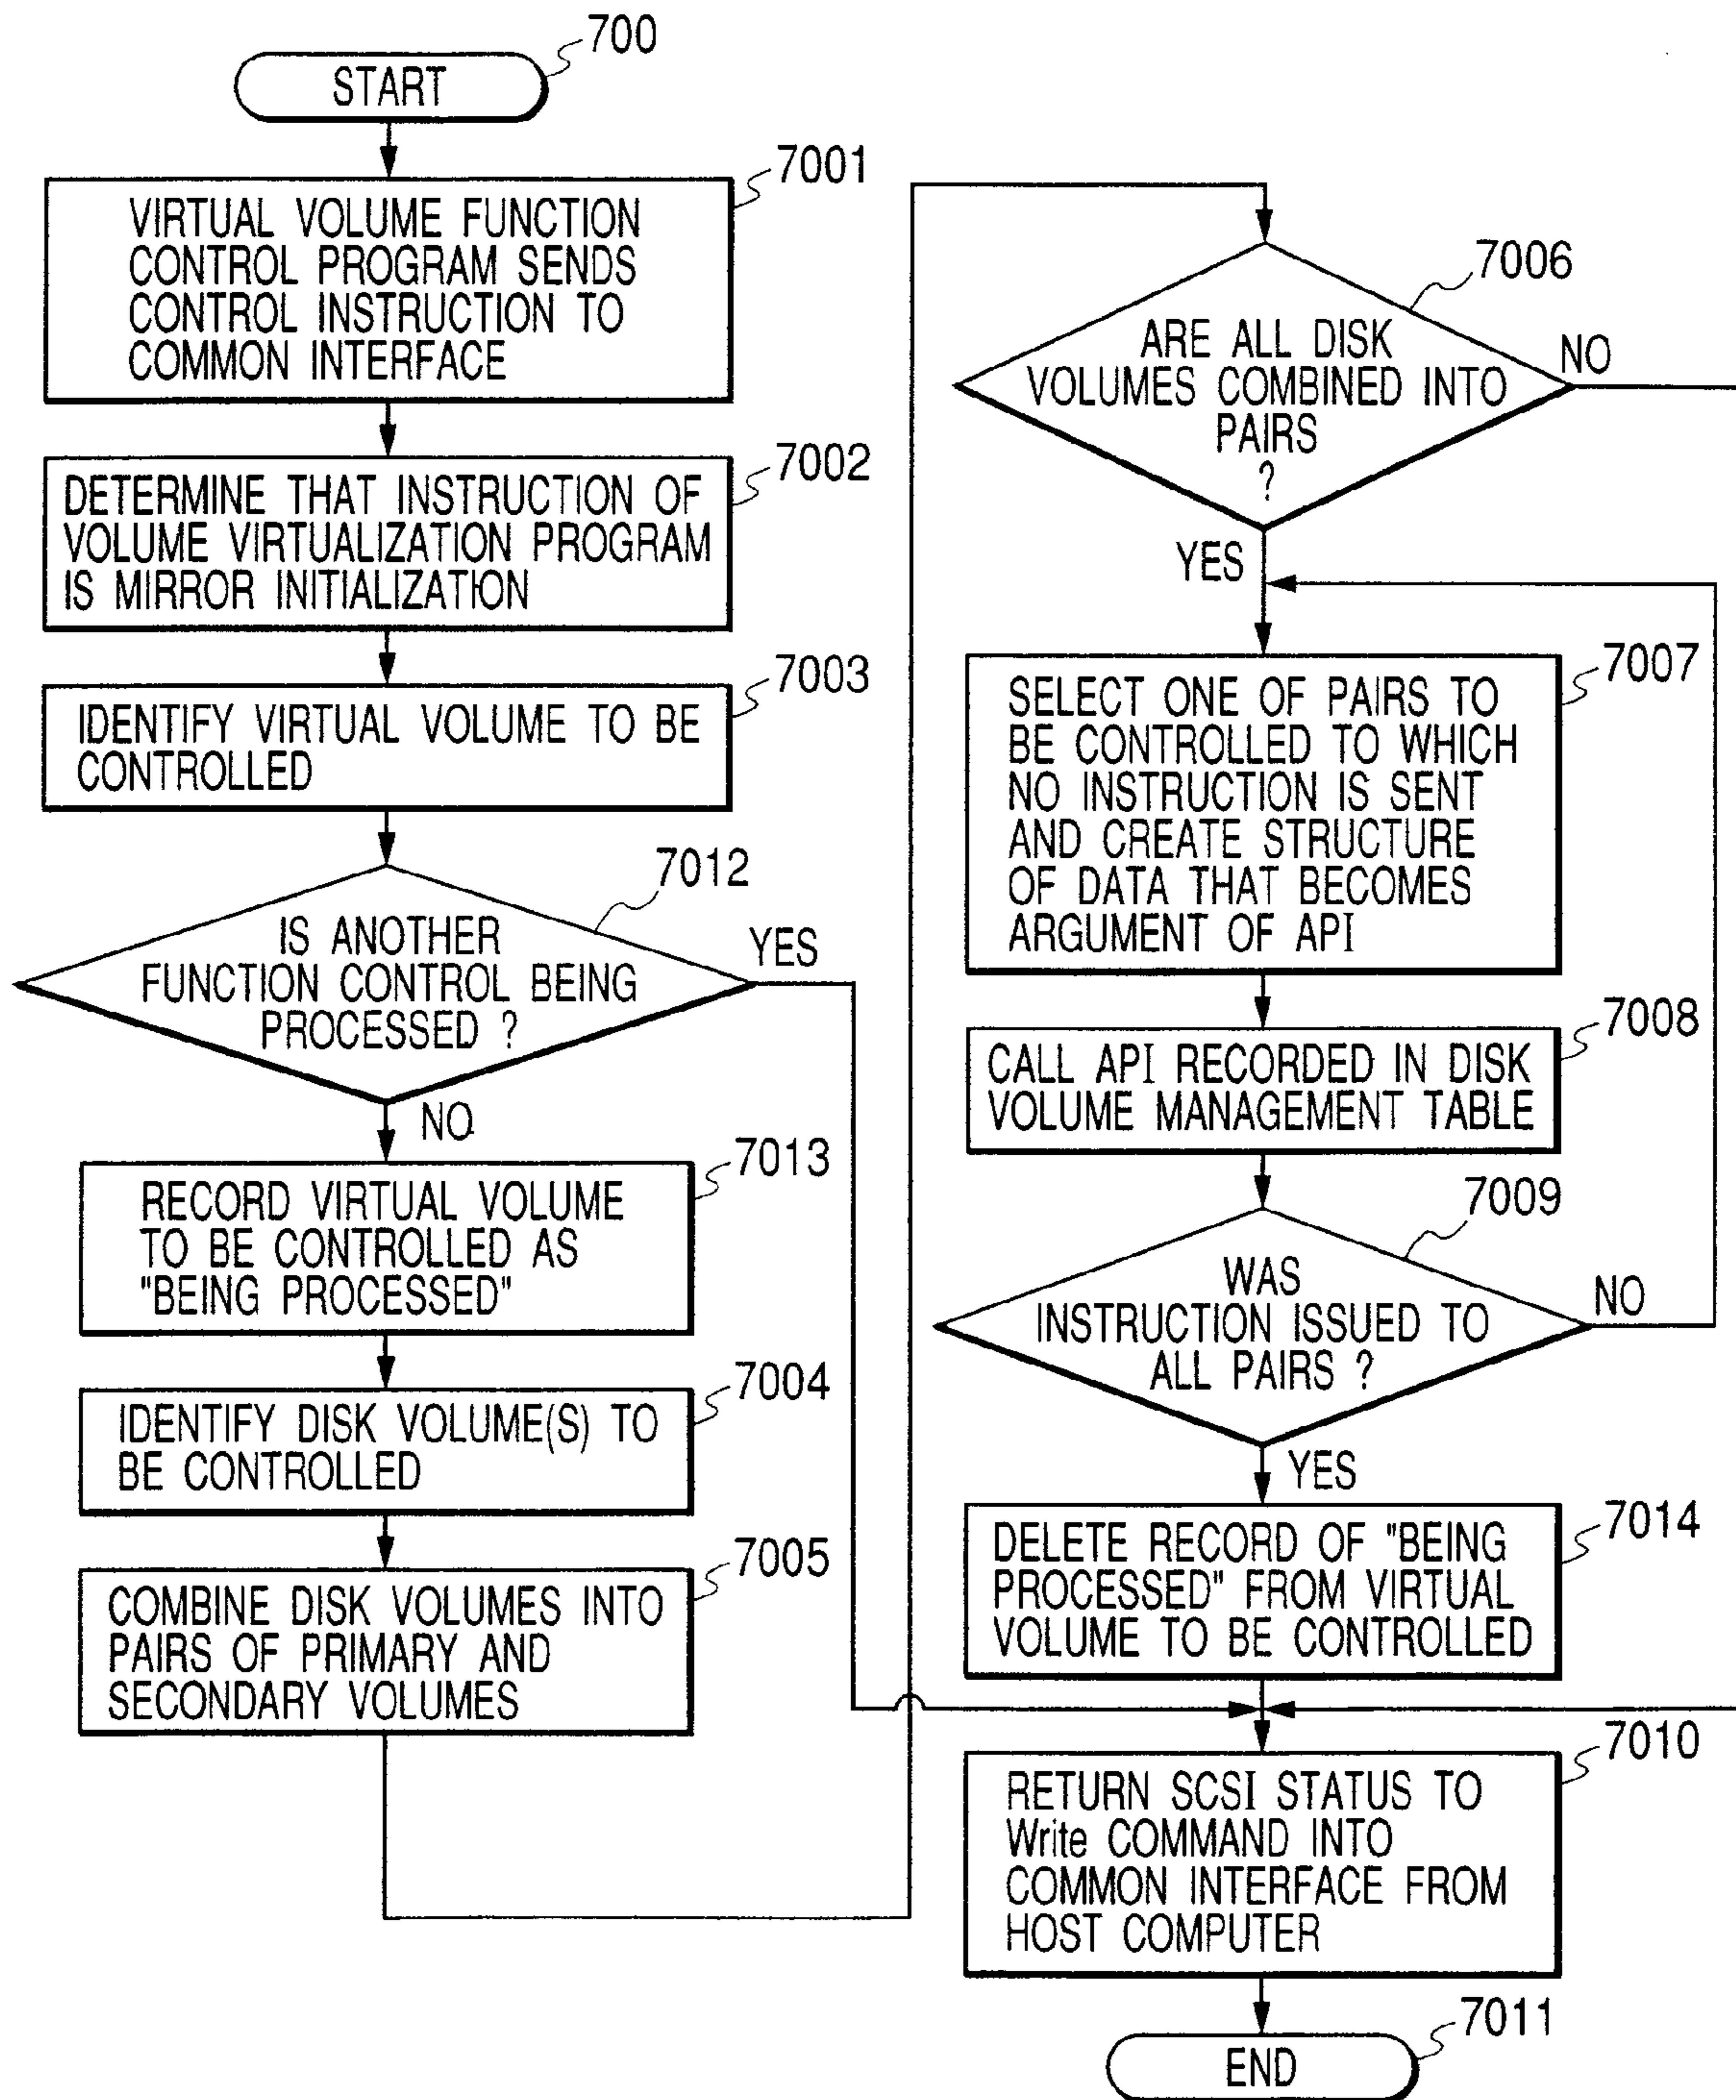 700
START
7001
VIRTUAL VOLUME FUNCTION
CONTROL PROGRAM SENDS
CONTROL INSTRUCTION TO
COMMON INTERFACE
7002
DETERMINE THAT INSTRUCTION OF
VOLUME VIRTUALIZATION PROGRAM
IS MIRROR INITIALIZATION
7003
IDENTIFY VIRTUAL VOLUME TO BE
CONTROLLED
7012
IS ANOTHER
FUNCTION CONTROL BEING
PROCESSED ?
YES
NO
7013
RECORD VIRTUAL VOLUME
TO BE CONTROLLED AS
"BEING PROCESSED"
7004
IDENTIFY DISK VOLUME(S) TO
BE CONTROLLED
7005
COMBINE DISK VOLUMES INTO
PAIRS OF PRIMARY AND
SECONDARY VOLUMES
7006
ARE ALL DISK
VOLUMES COMBINED INTO
PAIRS
?
NO
YES
7007
SELECT ONE OF PAIRS TO
BE CONTROLLED TO WHICH
NO INSTRUCTION IS SENT
AND CREATE STRUCTURE
OF DATA THAT BECOMES
ARGUMENT OF API
7008
CALL API RECORDED IN DISK
VOLUME MANAGEMENT TABLE
7009
WAS
INSTRUCTION ISSUED TO
ALL PAIRS ?
NO
YES
7014
DELETE RECORD OF "BEING
PROCESSED" FROM VIRTUAL
VOLUME TO BE CONTROLLED
7010
RETURN SCSI STATUS TO
Write COMMAND INTO
COMMON INTERFACE FROM
HOST COMPUTER
7011
END